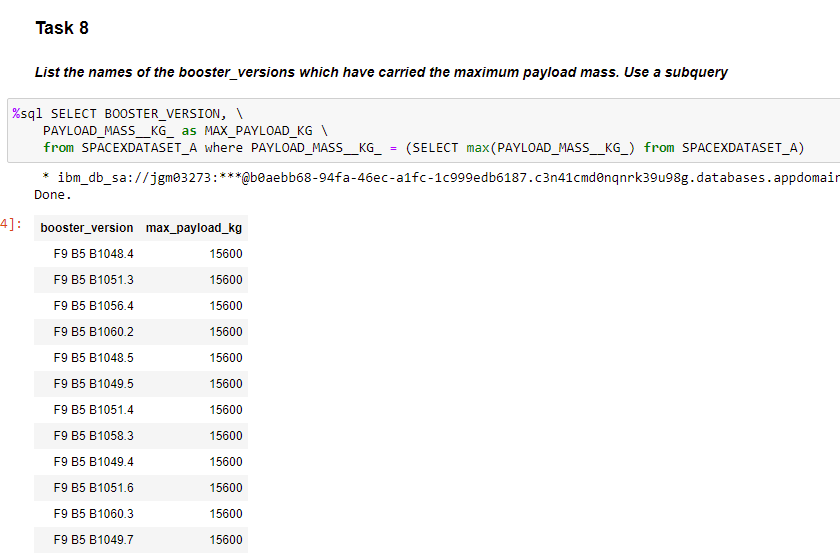 Task 8
List the names of the booster_versions which have carried the maximum payload mass. Use a subquery
%sql SELECT BOOSTER_VERSION, \
PAYLOAD_MASS__KG_ as MAX_PAYLOAD_KG \
from SPACEXDATASET_A where PAYLOAD_MASS__KG_ = (SELECT max(PAYLOAD_MASS__KG_) from SPACEXDATASET_A)
* ibm_db_sa://jgm03273:***@b0aebb68-94fa-46ec-a1fc-1c999edb6187.c3n41cmd0nqnrk39u98g.databases.appdomain
Done.
4]:
booster_version max_payload_kg
F9 B5 B1048.4 15600
F9 B5 B1051.3 15600
F9 B5 B1056.4 15600
F9 B5 B1060.2 15600
F9 B5 B1048.5 15600
F9 B5 B1049.5 15600
F9 B5 B1051.4 15600
F9 B5 B1058.3 15600
F9 B5 B1049.4 15600
F9 B5 B1051.6 15600
F9 B5 B1060.3 15600
F9 B5 B1049.7 15600